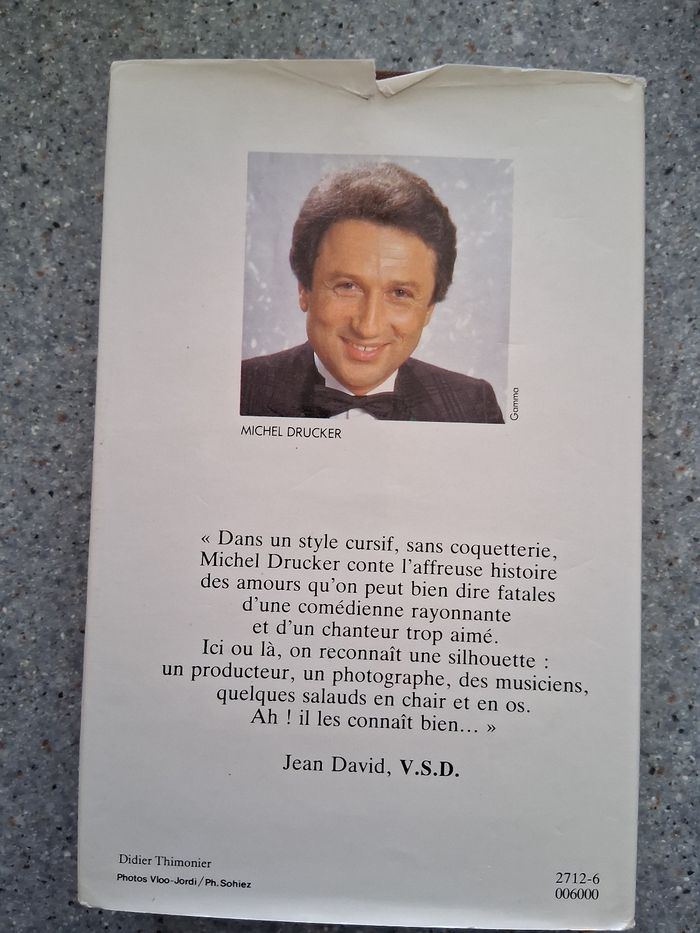 Gamma
MICHEL DRUCKER
« Dans un style cursif, sans coquetterie,
Michel Drucker conte l'affreuse histoire
des amours qu'on peut bien dire fatales
d'une comédienne rayonnante
et d'un chanteur trop aimé.
Ici ou là, on reconnaît une silhouette :
un producteur, un photographe, des musiciens,
quelques salauds en chair et en os.
Ah ! il les connaît bien... »
Jean David, V.S.D.
Didier Thimonier
Photos Vloo-Jordi/Ph. Sohiez
2712-6
006000